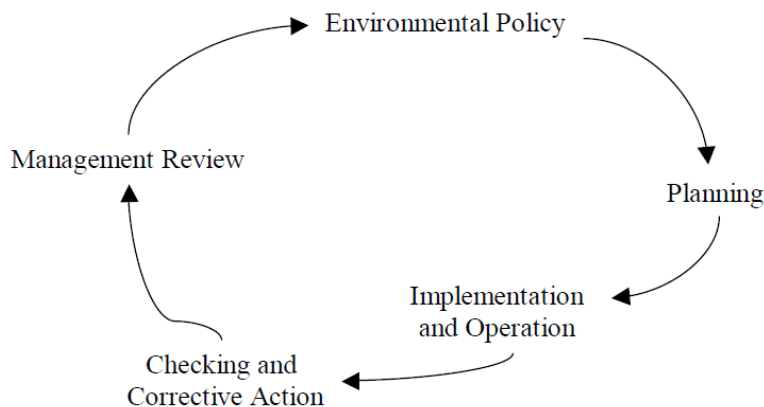 Environmental Policy
Planning
Implementation
and Operation
Checking and
Corrective Action
Management Review